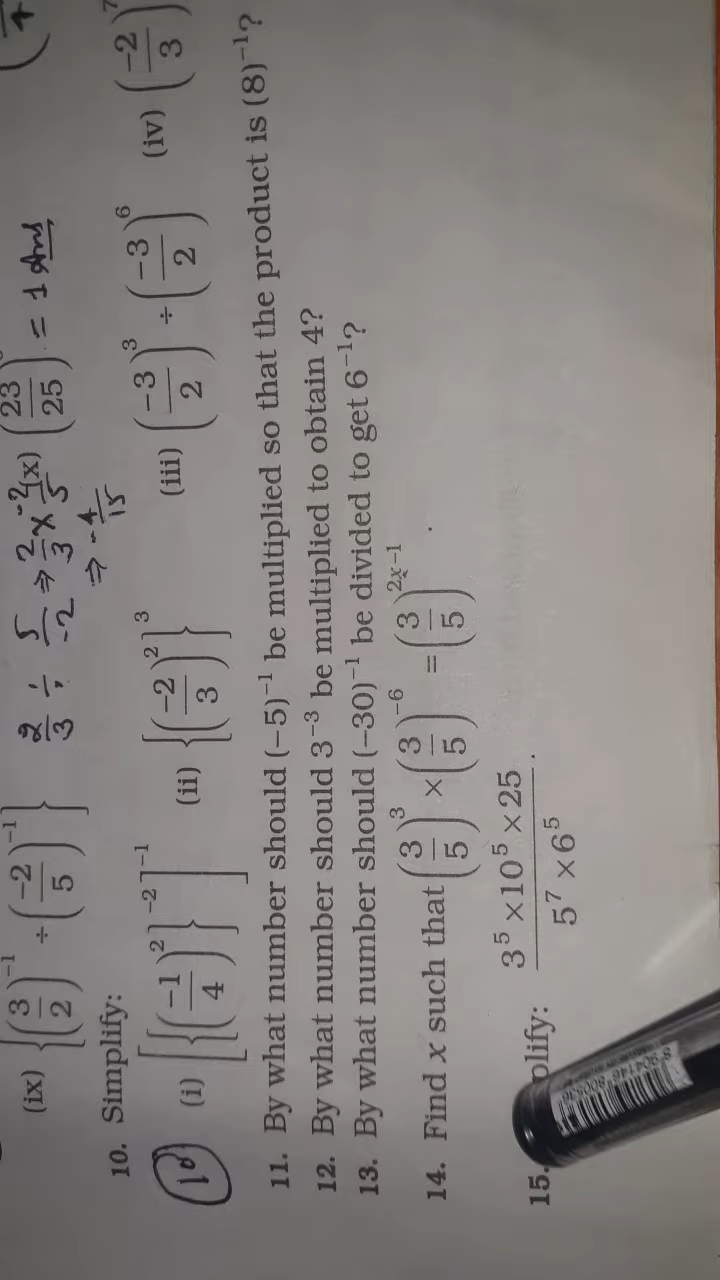 (ix) {(3/2)⁻¹ ÷ (-2/5)⁻¹} 2/3 ÷ 5/-2 ⇒ 2/3 × -2/5 (x) (23/25) = 1 Ans
⇒ -4/15
10. Simplify:
(i) [{(-1/4)²}⁻²]⁻¹ (ii) {(-2/3)²}³ (iii) (-3/2)³ ÷ (-3/2)⁶ (iv) (-2/3)⁷
10
11. By what number should (−5)⁻¹ be multiplied so that the product is (8)⁻¹?
12. By what number should 3⁻³ be multiplied to obtain 4?
13. By what number should (−30)⁻¹ be divided to get 6⁻¹?
14. Find x such that (3/5)³ × (3/5)⁻⁶ = (3/5)²ˣ⁻¹.
15. plify: (3⁵ × 10⁵ × 25)/(5⁷ × 6⁵).